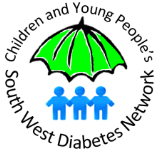 Children and Young People's
South West Diabetes Network